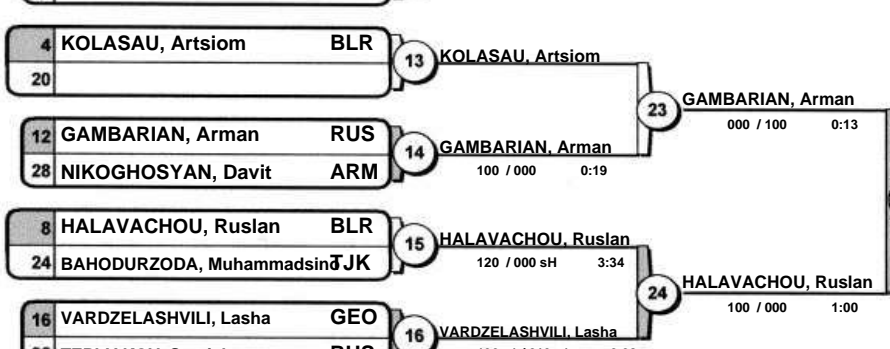 4 KOLASAU, Artsiom BLR
20
13 KOLASAU, Artsiom
23 GAMBARIAN, Arman
000 / 100 0:13
12 GAMBARIAN, Arman RUS
28 NIKOGHOSYAN, Davit ARM
14 GAMBARIAN, Arman
100 / 000 0:19
8 HALAVACHOU, Ruslan BLR
24 BAHODURZODA, Muhammadsino TJK
15 HALAVACHOU, Ruslan
120 / 000 sH 3:34
24 HALAVACHOU, Ruslan
100 / 000 1:00
16 VARDZELASHVILI, Lasha GEO
16 VARDZELASHVILI, Lasha